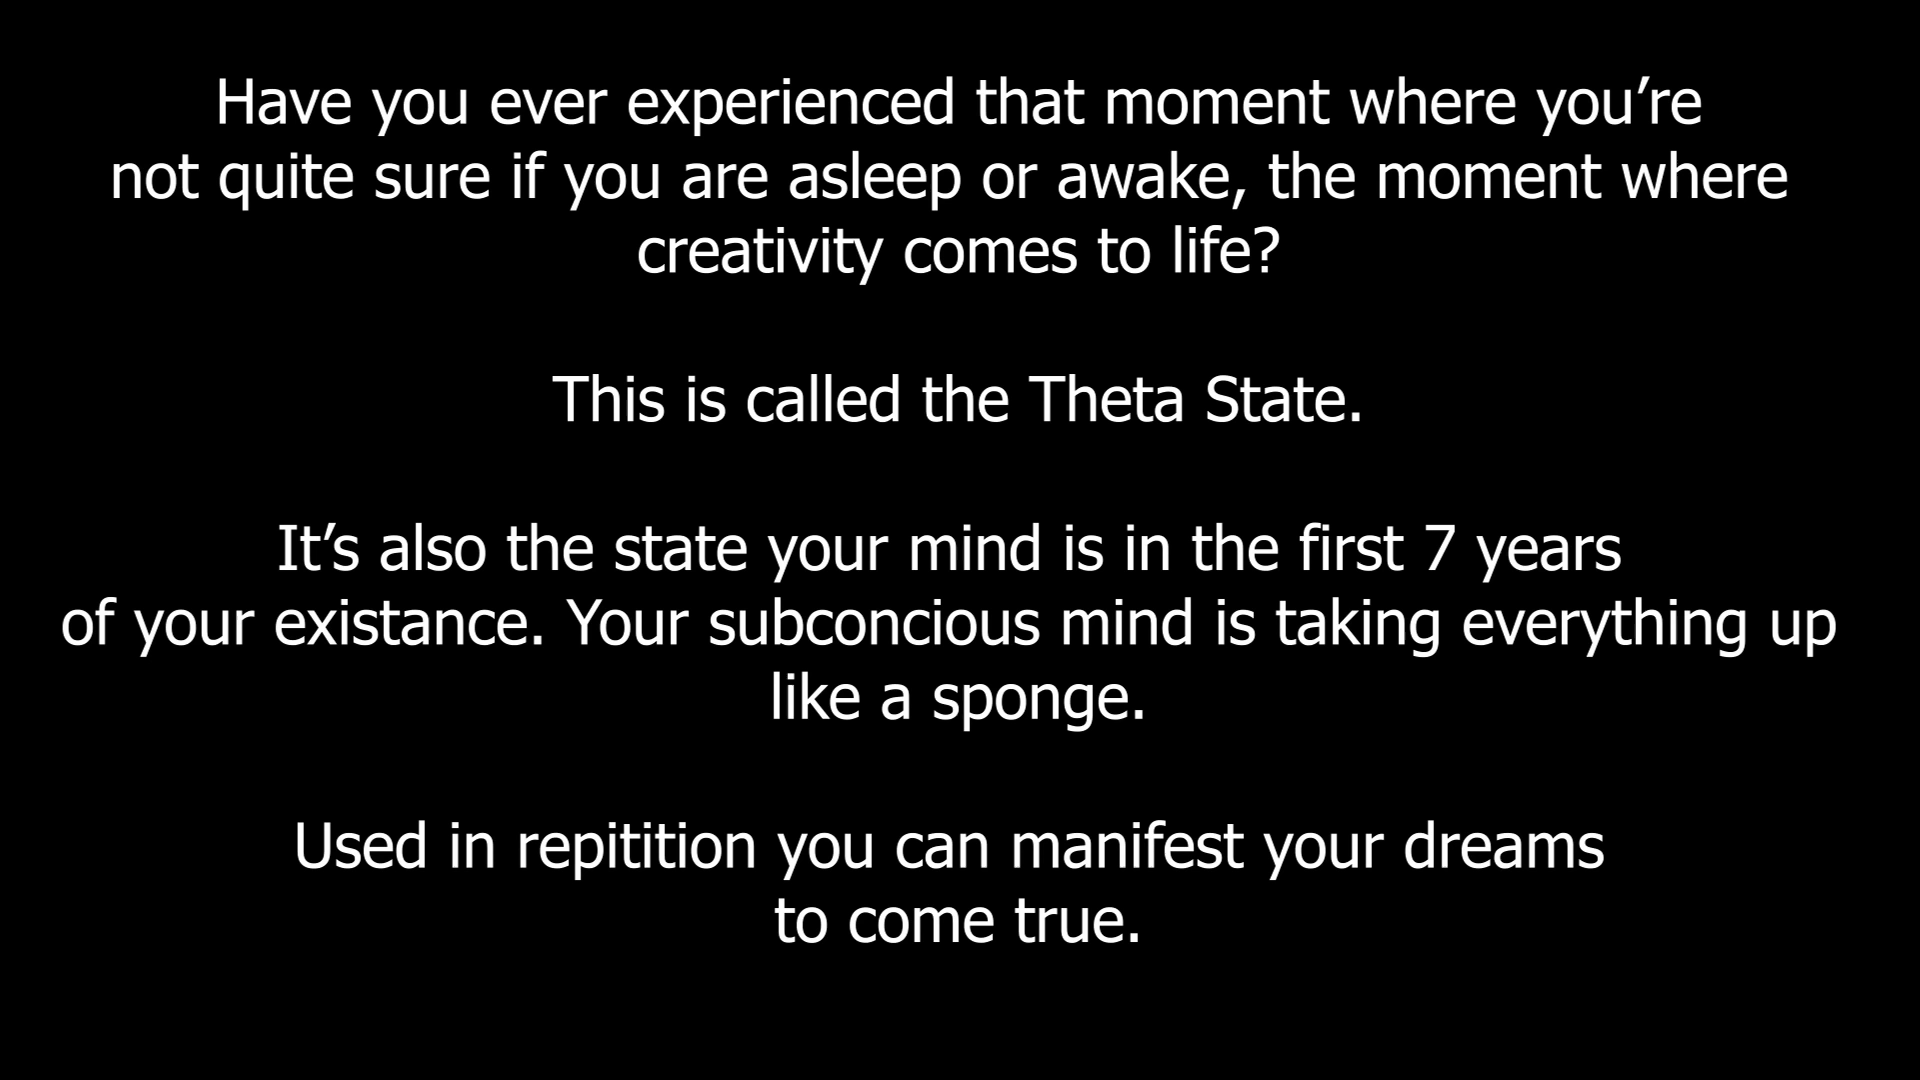 Have you ever experienced that moment where you’re
not quite sure if you are asleep or awake, the moment where
creativity comes to life?
This is called the Theta State.
It’s also the state your mind is in the first 7 years
of your existance. Your subconcious mind is taking everything up
like a sponge.
Used in repitition you can manifest your dreams
to come true.